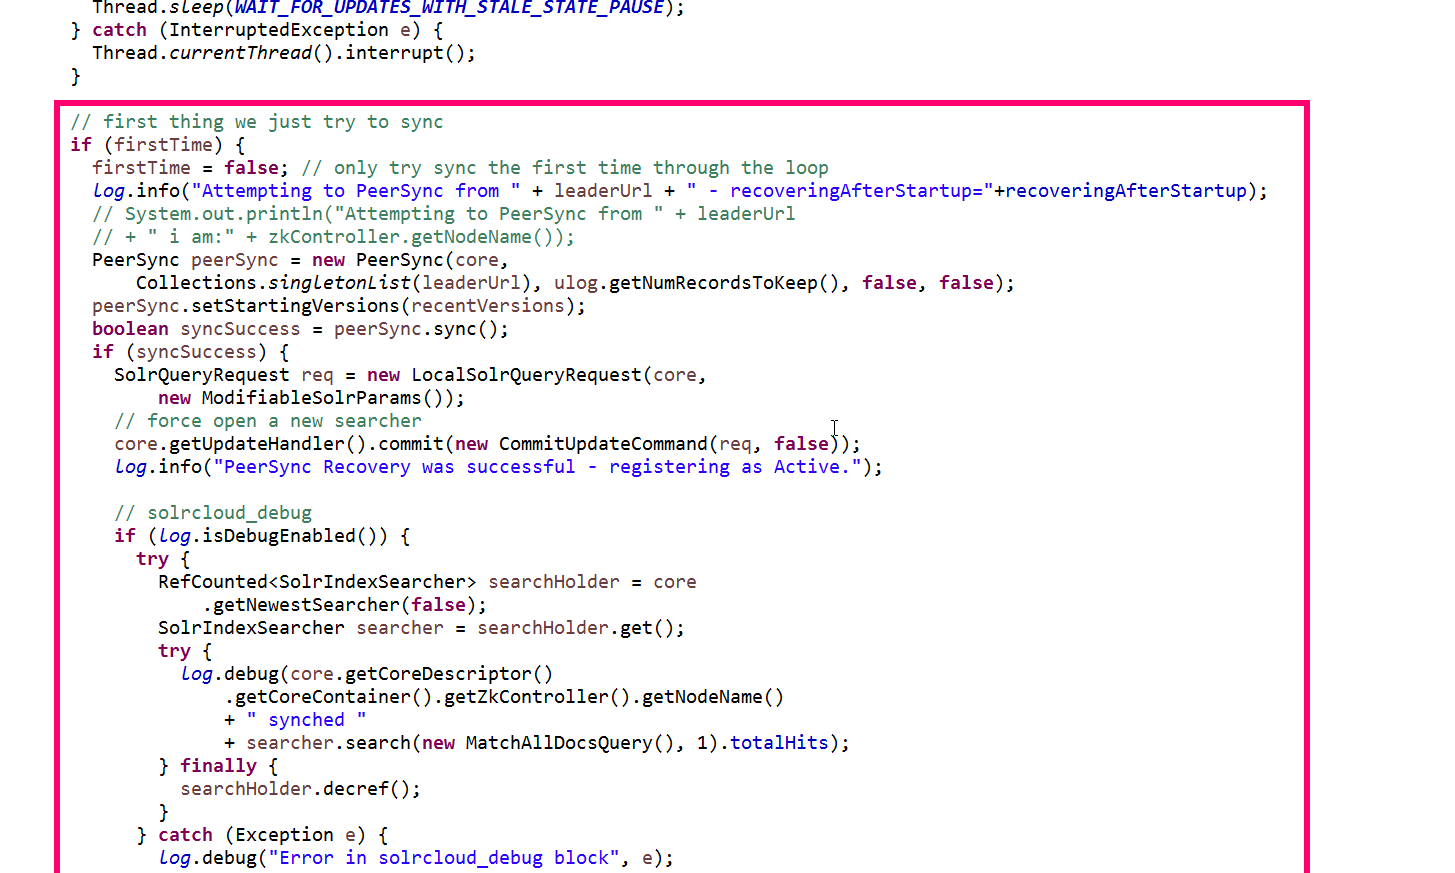 Thread.sleep(WAIT_FOR_UPDATES_WITH_STALE_STATE_PAUSE);
} catch (InterruptedException e) {
Thread.currentThread().interrupt();
}
// first thing we just try to sync
if (firstTime) {
firstTime = false; // only try sync the first time through the loop
log.info("Attempting to PeerSync from " + leaderUrl + " - recoveringAfterStartup="+recoveringAfterStartup);
// System.out.println("Attempting to PeerSync from " + leaderUrl
// + " i am:" + zkController.getNodeName());
PeerSync peerSync = new PeerSync(core,
Collections.singletonList(leaderUrl), ulog.getNumRecordsToKeep(), false, false);
peerSync.setStartingVersions(recentVersions);
boolean syncSuccess = peerSync.sync();
if (syncSuccess) {
SolrQueryRequest req = new LocalSolrQueryRequest(core,
new ModifiableSolrParams());
// force open a new searcher
core.getUpdateHandler().commit(new CommitUpdateCommand(req, false));
log.info("PeerSync Recovery was successful - registering as Active.");
// solrcloud_debug
if (log.isDebugEnabled()) {
try {
RefCounted<SolrIndexSearcher> searchHolder = core
.getNewestSearcher(false);
SolrIndexSearcher searcher = searchHolder.get();
try {
log.debug(core.getCoreDescriptor()
.getCoreContainer().getZkController().getNodeName()
+ " synched "
+ searcher.search(new MatchAllDocsQuery(), 1).totalHits);
} finally {
searchHolder.decref();
}
} catch (Exception e) {
log.debug("Error in solrcloud_debug block", e);